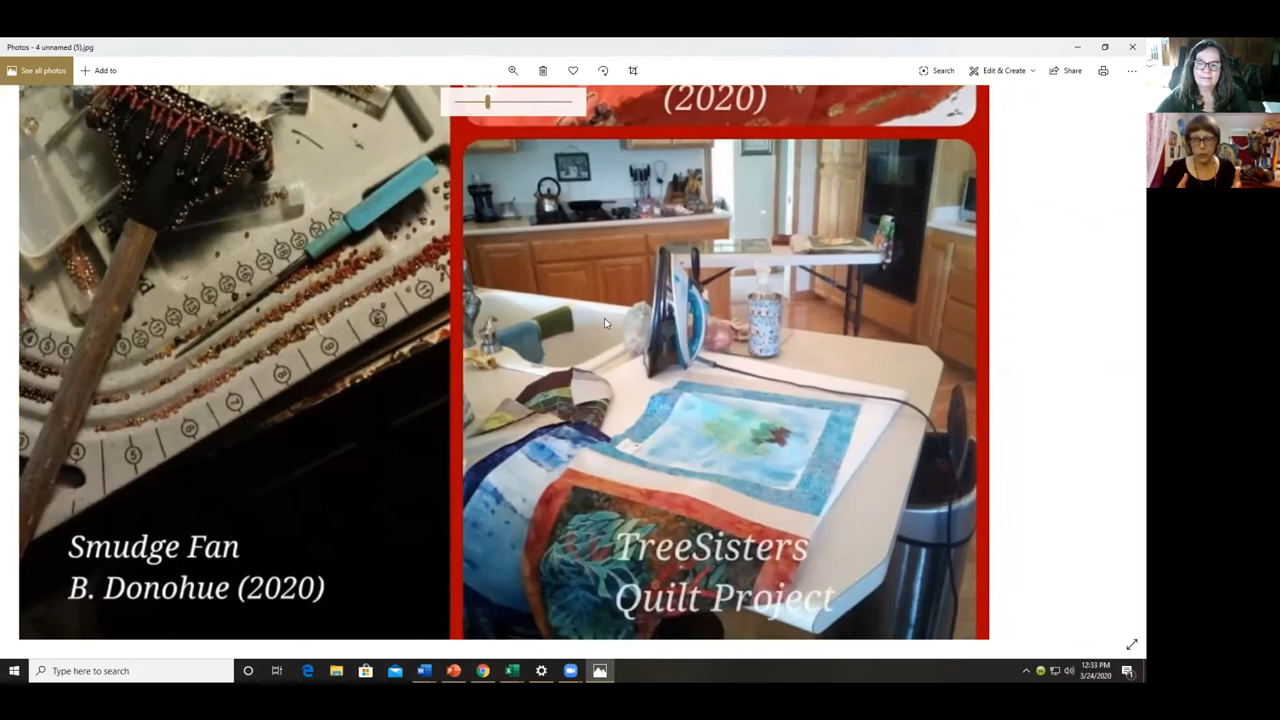 Photos - 4 unnamed (5).jpg
See all photos
Add to
Search
Edit & Create
Share
(2020)
Smudge Fan
B. Donohue (2020)
TreeSisters
Quilt Project
Type here to search
12:33 PM
3/24/2020